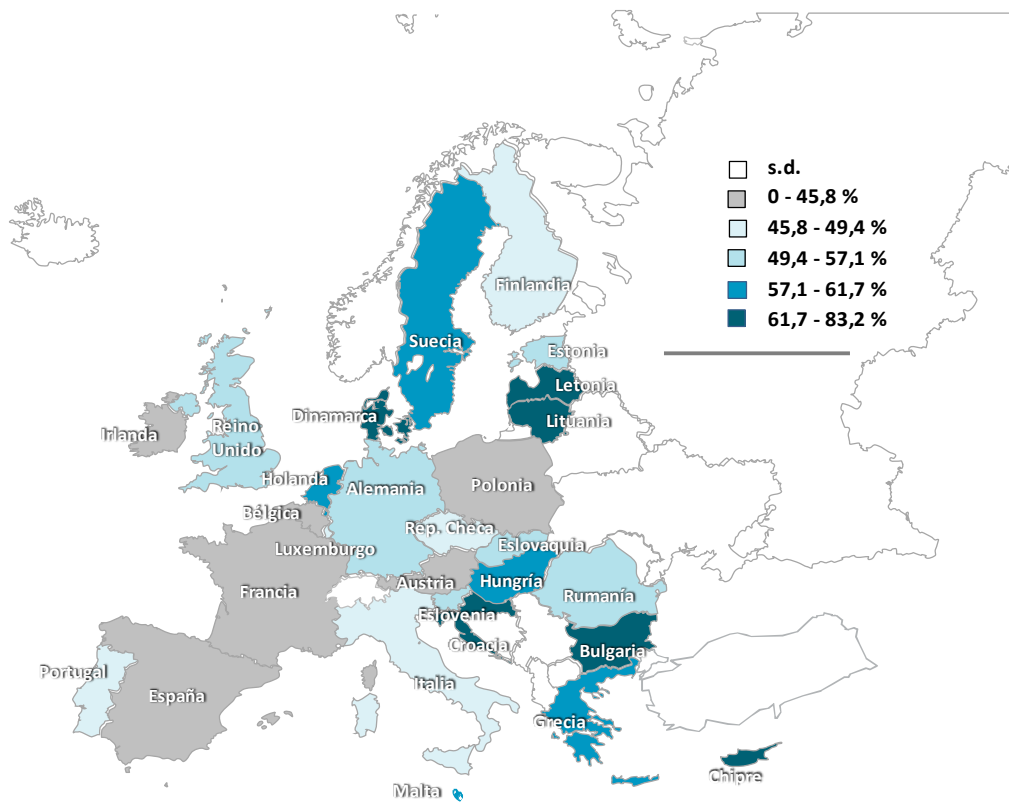 s.d.
0 - 45,8 %
45,8 - 49,4 %
49,4 - 57,1 %
57,1 - 61,7 %
61,7 - 83,2 %
Finlandia
Suecia
Estonia
Letonia
Lituania
Dinamarca
Irlanda
Reino
Unido
Holanda
Alemania
Polonia
Bélgica
Rep. Checa
Luxemburgo
Eslovaquia
Austria
Hungría
Francia
Rumanía
Eslovenia
Croacia
Bulgaria
Portugal
España
Italia
Grecia
Chipre
Malta